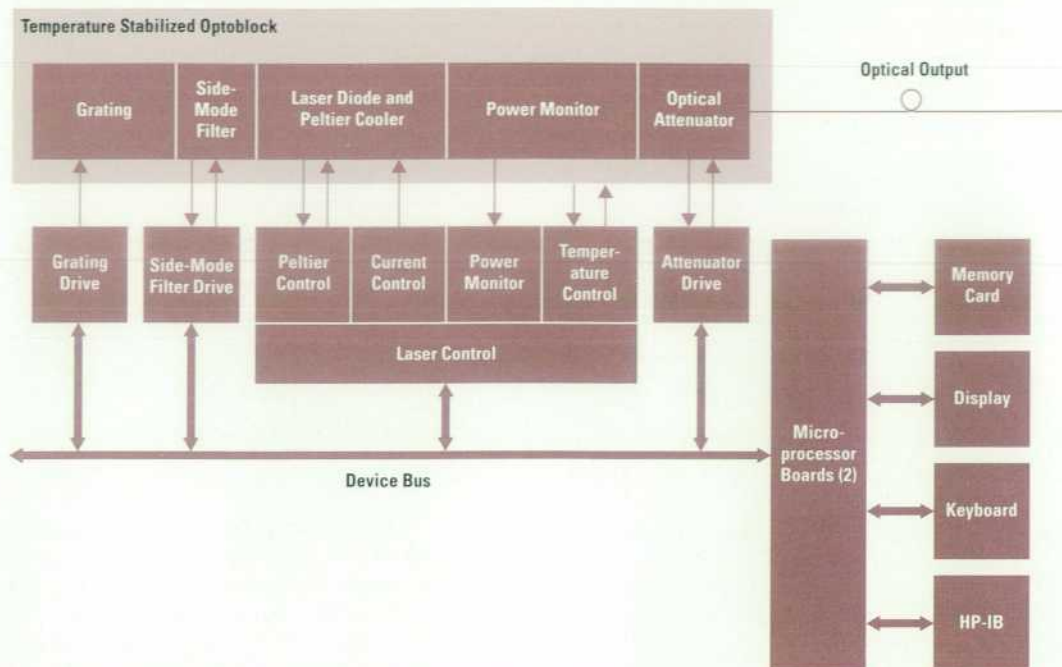 Temperature Stabilized Optoblock
Grating
Side-
Mode
Filter
Laser Diode and
Peltier Cooler
Power Monitor
Optical
Attenuator
Optical Output
Grating
Drive
Side-Mode
Filter Drive
Peltier
Control
Current
Control
Power
Monitor
Temper-
ature
Control
Attenuator
Drive
Laser Control
Device Bus
Micro-
processor
Boards (2)
Memory
Card
Display
Keyboard
HP-IB